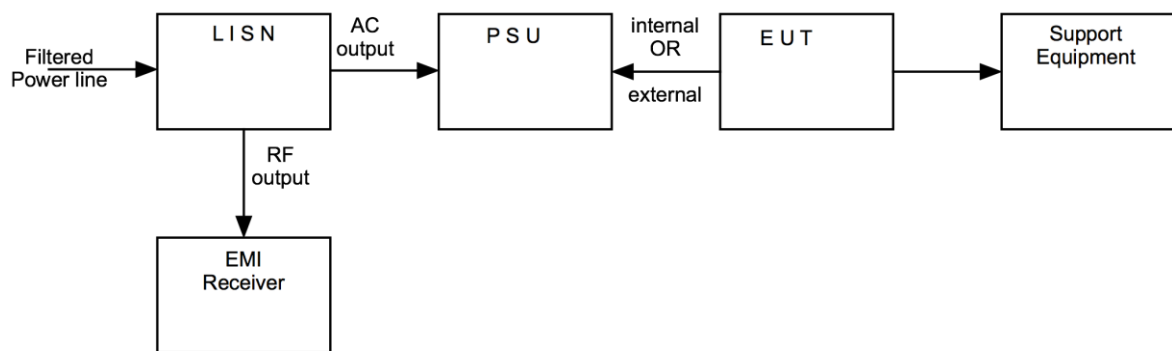 L I S N
AC
output
P S U
internal
OR
external
E U T
Support
Equipment
Filtered
Power line
RF
output
EMI
Receiver